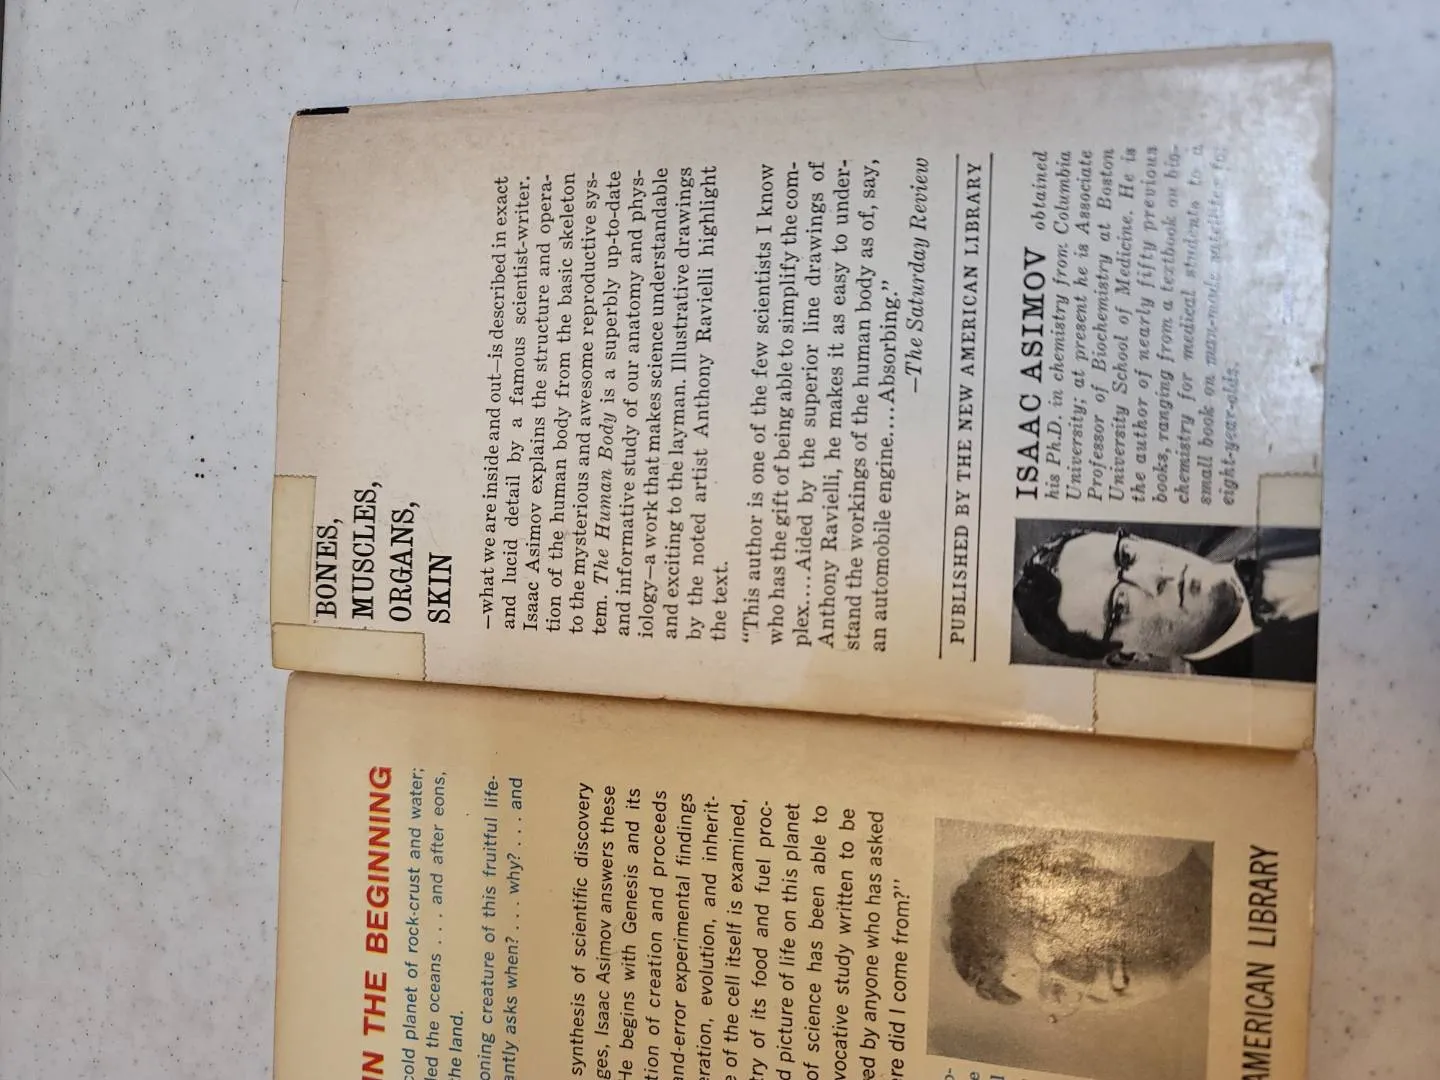 BONES,
MUSCLES,
ORGANS,
SKIN
—what we are inside and out—is described in exact
and lucid detail by a famous scientist-writer.
Isaac Asimov explains the structure and opera-
tion of the human body from the basic skeleton
to the mysterious and awesome reproductive sys-
tem. The Human Body is a superbly up-to-date
and informative study of our anatomy and phys-
iology—a work that makes science understandable
and exciting to the layman. Illustrative drawings
by the noted artist Anthony Ravielli highlight
the text.
“This author is one of the few scientists I know
who has the gift of being able to simplify the com-
plex.... Aided by the superior line drawings of
Anthony Ravielli, he makes it as easy to under-
stand the workings of the human body as of, say,
an automobile engine.... Absorbing.”
—The Saturday Review
PUBLISHED BY THE NEW AMERICAN LIBRARY
ISAAC ASIMOV obtained
his Ph.D. in chemistry from Columbia
University; at present he is Associate
Professor of Biochemistry at Boston
University School of Medicine. He is
the author of nearly fifty previous
books, ranging from a textbook on bio-
chemistry for medical students to a
small book on man-made satellites for
eight-year-olds.
IN THE BEGINNING
cold planet of rock-crust and water;
led the oceans . . . and after eons,
the land.
oning creature of this fruitful life-
antly asks when? . . . why? . . . and
synthesis of scientific discovery
ges, Isaac Asimov answers these
He begins with Genesis and its
tion of creation and proceeds
and-error experimental findings
eration, evolution, and inherit-
e of the cell itself is examined,
try of its food and fuel proc-
d picture of life on this planet
of science has been able to
vocative study written to be
ed by anyone who has asked
re did I come from?”
AMERICAN LIBRARY